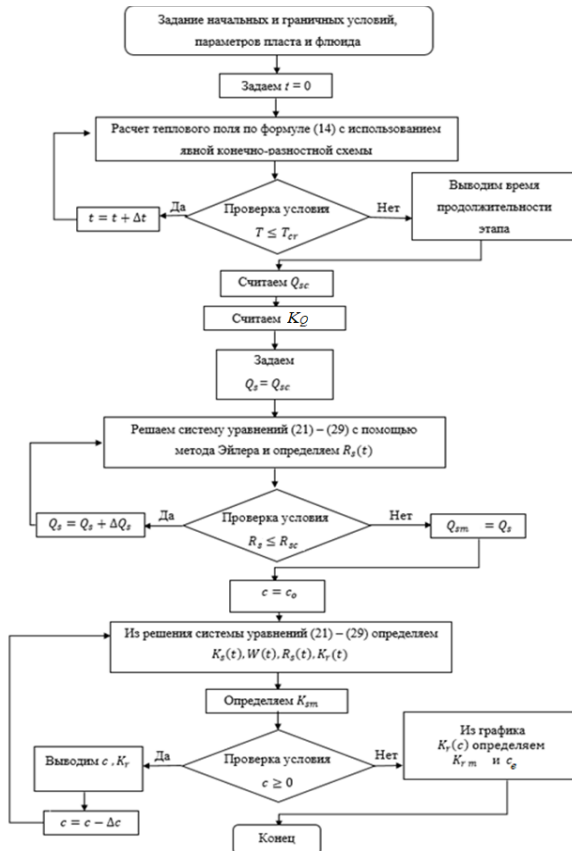 Задание начальных и граничных условий,
параметров пласта и флюида
Задаем t = 0
Расчет теплового поля по формуле (14) с использованием
явной конечно-разностной схемы
Проверка условия
T ≤ T_cr
Да
t = t + Δt
Нет
Выводим время
продолжительности
этапа
Считаем Q_sc
Считаем K_Q
Задаем
Q_s = Q_sc
Решаем систему уравнений (21) – (29) с помощью
метода Эйлера и определяем R_s(t)
Проверка условия
R_s ≤ R_sc
Да
Q_s = Q_s + ΔQ_s
Нет
Q_sm = Q_s
c = c_o
Из решения системы уравнений (21) – (29) определяем
K_s(t), W(t), R_s(t), K_r(t)
Определяем K_sm
Проверка условия
c ≥ 0
Да
Выводим c , K_r
c = c − Δc
Нет
Из графика
K_r(c) определяем
K_r m и c_e
Конец